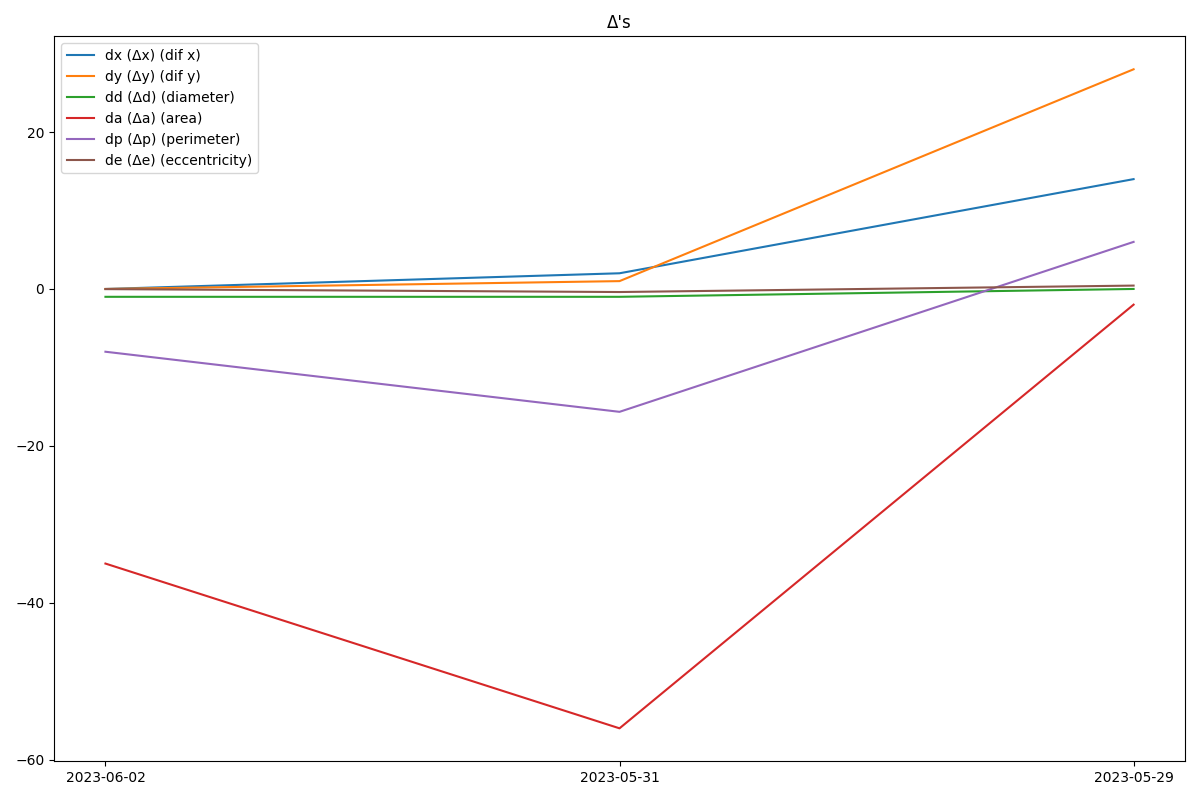 Δ's
dx (Δx) (dif x)
dy (Δy) (dif y)
dd (Δd) (diameter)
da (Δa) (area)
dp (Δp) (perimeter)
de (Δe) (eccentricity)
20
0
−20
−40
−60
2023-06-02
2023-05-31
2023-05-29